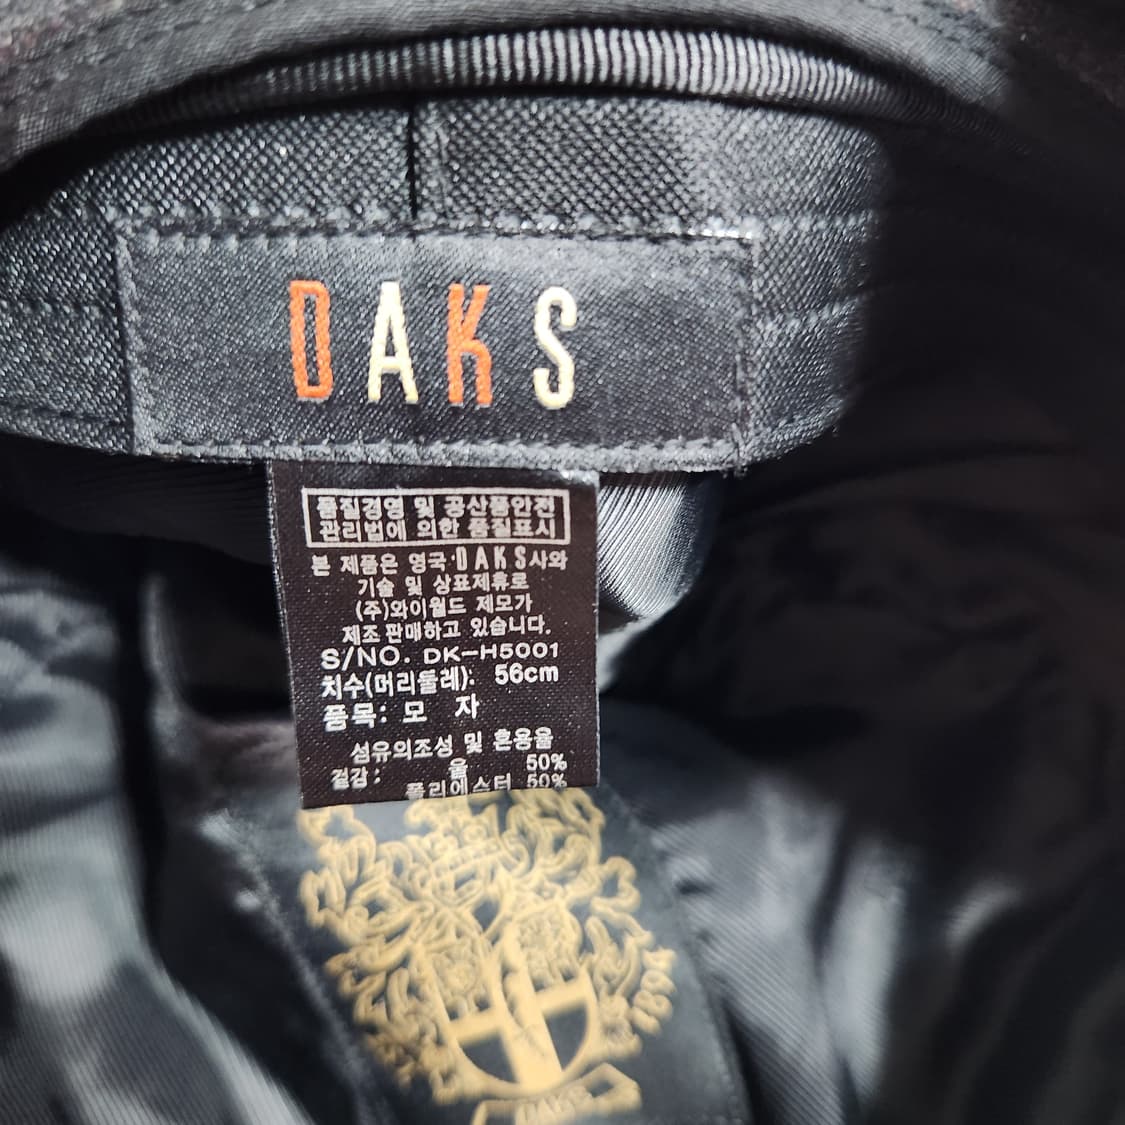 DAKS
품질경영 및 공산품안전
관리법에 의한 품질표시
본 제품은 영국·DAKS사와
기술 및 상표제휴로
(주)와이월드 제모가
제조 판매하고 있습니다.
S/NO. DK-H5001
치수(머리둘레): 56cm
품목: 모 자
섬유의조성 및 혼용율
겉감: 울 50%
폴리에스터 50%
1894
DAKS